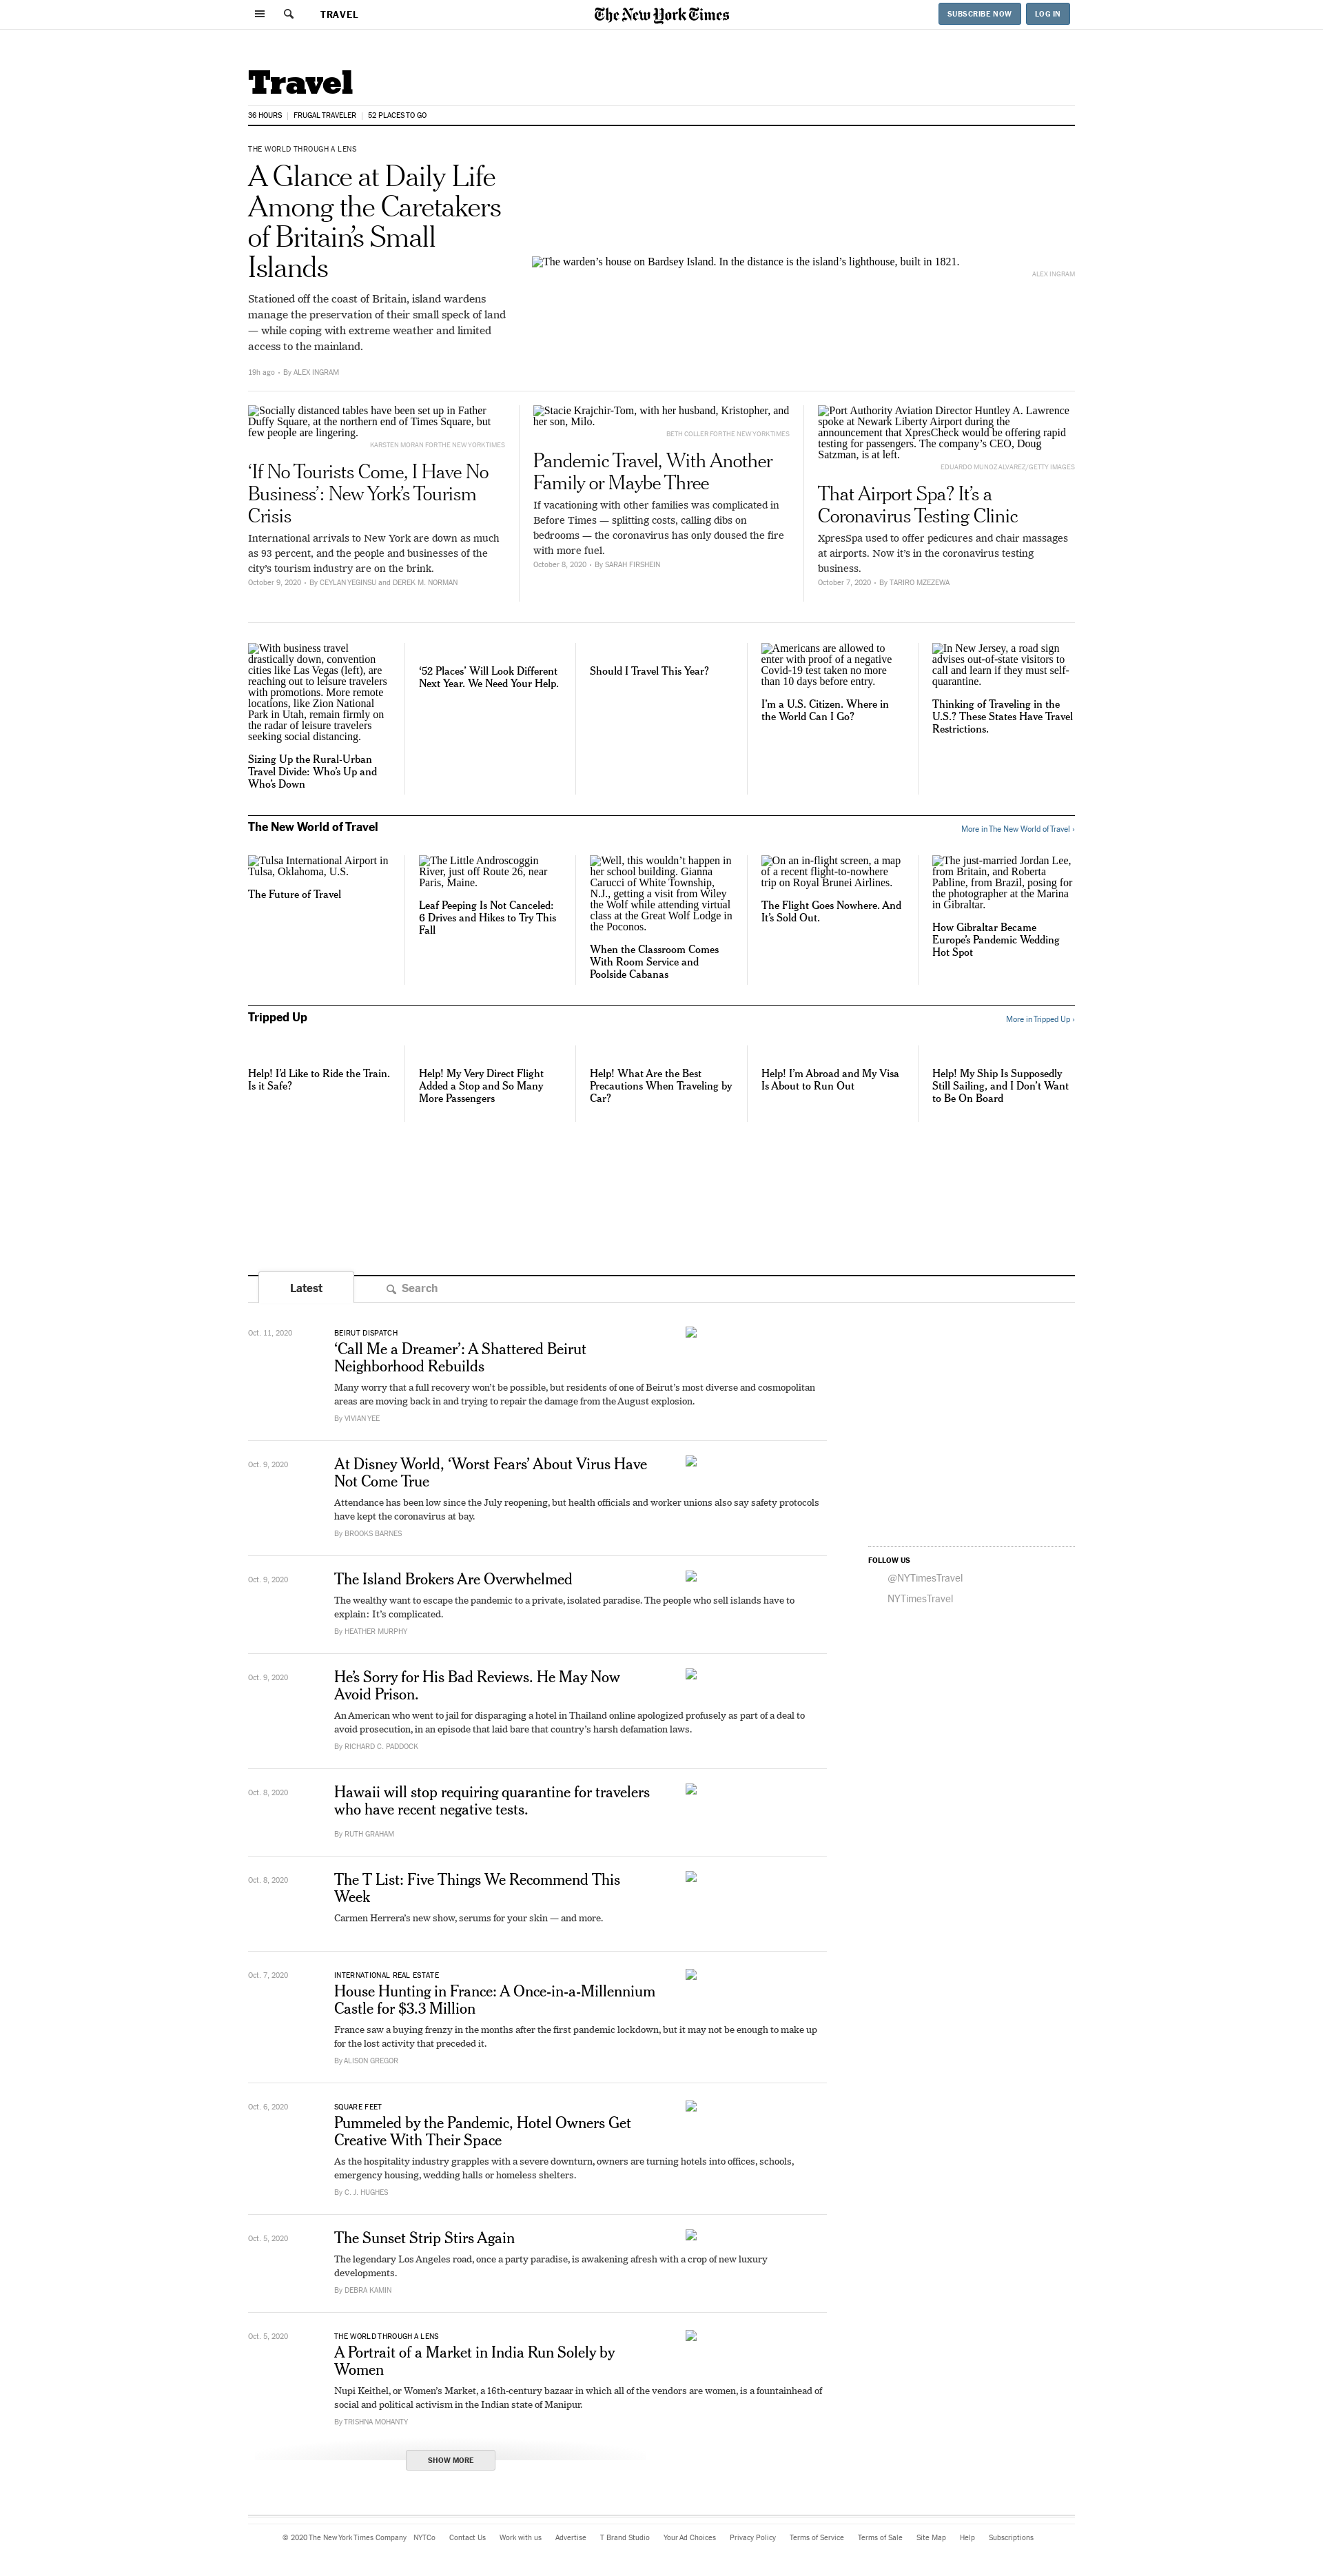 TRAVEL
The New York Times
SUBSCRIBE NOW
LOG IN
Travel
36 HOURS
FRUGAL TRAVELER
52 PLACES TO GO
THE WORLD THROUGH A LENS
A Glance at Daily Life
Among the Caretakers
of Britain’s Small
Islands
Stationed off the coast of Britain, island wardens
manage the preservation of their small speck of land
— while coping with extreme weather and limited
access to the mainland.
19h ago • By ALEX INGRAM
The warden’s house on Bardsey Island. In the distance is the island’s lighthouse, built in 1821.
ALEX INGRAM
Socially distanced tables have been set up in Father
Duffy Square, at the northern end of Times Square, but
few people are lingering.
KARSTEN MORAN FOR THE NEW YORK TIMES
‘If No Tourists Come, I Have No
Business’: New York’s Tourism
Crisis
International arrivals to New York are down as much
as 93 percent, and the people and businesses of the
city’s tourism industry are on the brink.
October 9, 2020 • By CEYLAN YEGINSU and DEREK M. NORMAN
Stacie Krajchir-Tom, with her husband, Kristopher, and
her son, Milo.
BETH COLLER FOR THE NEW YORK TIMES
Pandemic Travel, With Another
Family or Maybe Three
If vacationing with other families was complicated in
Before Times — splitting costs, calling dibs on
bedrooms — the coronavirus has only doused the fire
with more fuel.
October 8, 2020 • By SARAH FIRSHEIN
Port Authority Aviation Director Huntley A. Lawrence
spoke at Newark Liberty Airport during the
announcement that XpresCheck would be offering rapid
testing for passengers. The company’s CEO, Doug
Satzman, is at left.
EDUARDO MUNOZ ALVAREZ/GETTY IMAGES
That Airport Spa? It’s a
Coronavirus Testing Clinic
XpresSpa used to offer pedicures and chair massages
at airports. Now it’s in the coronavirus testing
business.
October 7, 2020 • By TARIRO MZEZEWA
With business travel
drastically down, convention
cities like Las Vegas (left), are
reaching out to leisure travelers
with promotions. More remote
locations, like Zion National
Park in Utah, remain firmly on
the radar of leisure travelers
seeking social distancing.
Sizing Up the Rural-Urban
Travel Divide: Who’s Up and
Who’s Down
‘52 Places’ Will Look Different
Next Year. We Need Your Help.
Should I Travel This Year?
Americans are allowed to
enter with proof of a negative
Covid-19 test taken no more
than 10 days before entry.
I’m a U.S. Citizen. Where in
the World Can I Go?
In New Jersey, a road sign
advises out-of-state visitors to
call and learn if they must self-
quarantine.
Thinking of Traveling in the
U.S.? These States Have Travel
Restrictions.
The New World of Travel
More in The New World of Travel ›
Tulsa International Airport in
Tulsa, Oklahoma, U.S.
The Future of Travel
The Little Androscoggin
River, just off Route 26, near
Paris, Maine.
Leaf Peeping Is Not Canceled:
6 Drives and Hikes to Try This
Fall
Well, this wouldn’t happen in
her school building. Gianna
Carucci of White Township,
N.J., getting a visit from Wiley
the Wolf while attending virtual
class at the Great Wolf Lodge in
the Poconos.
When the Classroom Comes
With Room Service and
Poolside Cabanas
On an in-flight screen, a map
of a recent flight-to-nowhere
trip on Royal Brunei Airlines.
The Flight Goes Nowhere. And
It’s Sold Out.
The just-married Jordan Lee,
from Britain, and Roberta
Pabline, from Brazil, posing for
the photographer at the Marina
in Gibraltar.
How Gibraltar Became
Europe’s Pandemic Wedding
Hot Spot
Tripped Up
More in Tripped Up ›
Help! I’d Like to Ride the Train.
Is it Safe?
Help! My Very Direct Flight
Added a Stop and So Many
More Passengers
Help! What Are the Best
Precautions When Traveling by
Car?
Help! I’m Abroad and My Visa
Is About to Run Out
Help! My Ship Is Supposedly
Still Sailing, and I Don’t Want
to Be On Board
Latest
Search
Oct. 11, 2020
BEIRUT DISPATCH
‘Call Me a Dreamer’: A Shattered Beirut
Neighborhood Rebuilds
Many worry that a full recovery won’t be possible, but residents of one of Beirut’s most diverse and cosmopolitan
areas are moving back in and trying to repair the damage from the August explosion.
By VIVIAN YEE
Oct. 9, 2020
At Disney World, ‘Worst Fears’ About Virus Have
Not Come True
Attendance has been low since the July reopening, but health officials and worker unions also say safety protocols
have kept the coronavirus at bay.
By BROOKS BARNES
Oct. 9, 2020
The Island Brokers Are Overwhelmed
The wealthy want to escape the pandemic to a private, isolated paradise. The people who sell islands have to
explain: It’s complicated.
By HEATHER MURPHY
Oct. 9, 2020
He’s Sorry for His Bad Reviews. He May Now
Avoid Prison.
An American who went to jail for disparaging a hotel in Thailand online apologized profusely as part of a deal to
avoid prosecution, in an episode that laid bare that country’s harsh defamation laws.
By RICHARD C. PADDOCK
Oct. 8, 2020
Hawaii will stop requiring quarantine for travelers
who have recent negative tests.
By RUTH GRAHAM
Oct. 8, 2020
The T List: Five Things We Recommend This
Week
Carmen Herrera’s new show, serums for your skin — and more.
Oct. 7, 2020
INTERNATIONAL REAL ESTATE
House Hunting in France: A Once-in-a-Millennium
Castle for $3.3 Million
France saw a buying frenzy in the months after the first pandemic lockdown, but it may not be enough to make up
for the lost activity that preceded it.
By ALISON GREGOR
Oct. 6, 2020
SQUARE FEET
Pummeled by the Pandemic, Hotel Owners Get
Creative With Their Space
As the hospitality industry grapples with a severe downturn, owners are turning hotels into offices, schools,
emergency housing, wedding halls or homeless shelters.
By C. J. HUGHES
Oct. 5, 2020
The Sunset Strip Stirs Again
The legendary Los Angeles road, once a party paradise, is awakening afresh with a crop of new luxury
developments.
By DEBRA KAMIN
Oct. 5, 2020
THE WORLD THROUGH A LENS
A Portrait of a Market in India Run Solely by
Women
Nupi Keithel, or Women’s Market, a 16th-century bazaar in which all of the vendors are women, is a fountainhead of
social and political activism in the Indian state of Manipur.
By TRISHNA MOHANTY
SHOW MORE
FOLLOW US
@NYTimesTravel
NYTimesTravel
© 2020 The New York Times Company NYTCo Contact Us Work with us Advertise T Brand Studio Your Ad Choices Privacy Policy Terms of Service Terms of Sale Site Map Help Subscriptions